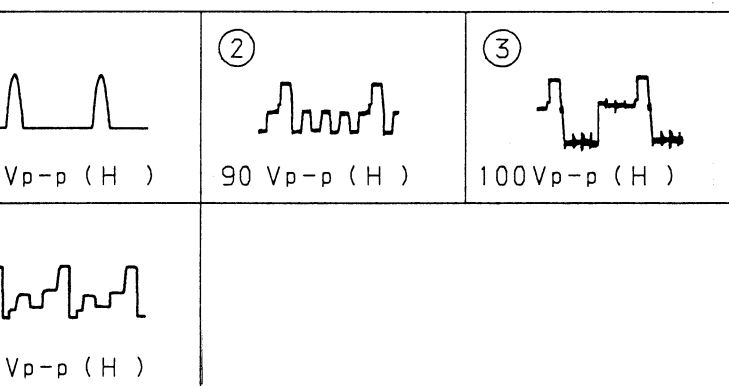 ② ③
Vp-p ( H )
90 Vp-p ( H )
100Vp-p ( H )
Vp-p ( H )